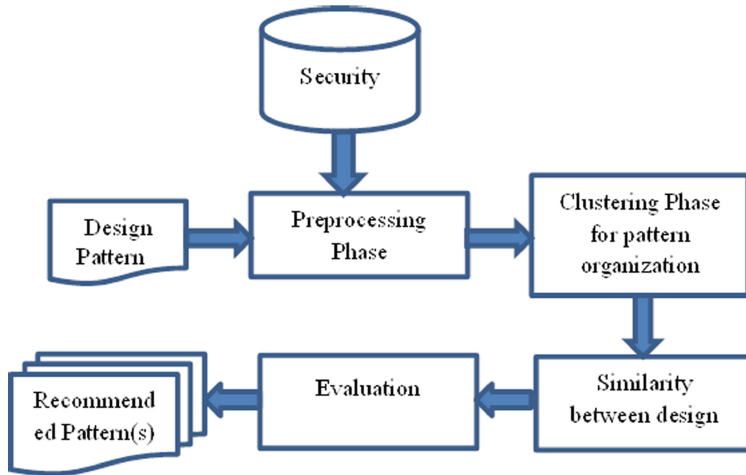 Security
Design
Pattern
Preprocessing
Phase
Clustering Phase
for pattern
organization
Recommend
ed Pattern(s)
Evaluation
Similarity
between design